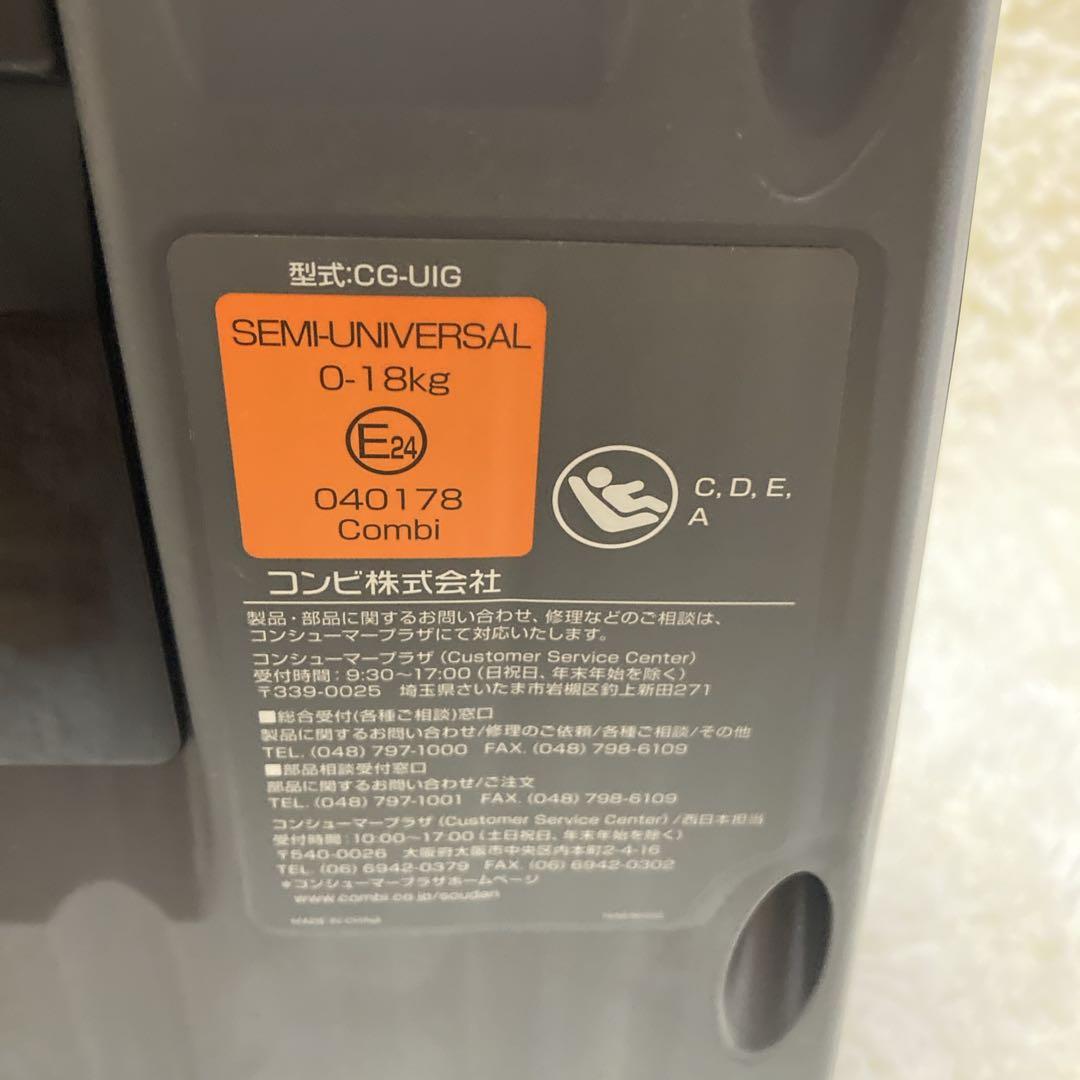 型式:CG-UIG
SEMI-UNIVERSAL
0-18kg
E24
040178
Combi
C, D, E,
A
コンビ株式会社
製品・部品に関するお問い合わせ、修理などのご相談は、
コンシューマープラザにて対応いたします。
コンシューマープラザ (Customer Service Center)
受付時間:9:30~17:00 (日祝日、年末年始を除く)
〒339-0025 埼玉県さいたま市岩槻区釣上新田271
■総合受付(各種ご相談)窓口
製品に関するお問い合わせ/修理のご依頼/各種ご相談/その他
TEL. (048) 797-1000 FAX. (048) 798-6109
■部品相談受付窓口
部品に関するお問い合わせ/ご注文
TEL. (048) 797-1001 FAX. (048) 798-6109
コンシューマープラザ (Customer Service Center) /西日本担当
受付時間:10:00~17:00 (土日祝日、年末年始を除く)
〒540-0026 大阪府大阪市中央区内本町2-4-16
TEL. (06) 6942-0379 FAX. (06) 6942-0302
*コンシューマープラザホームページ
www.combi.co.jp/soudan
MADE IN CHINA